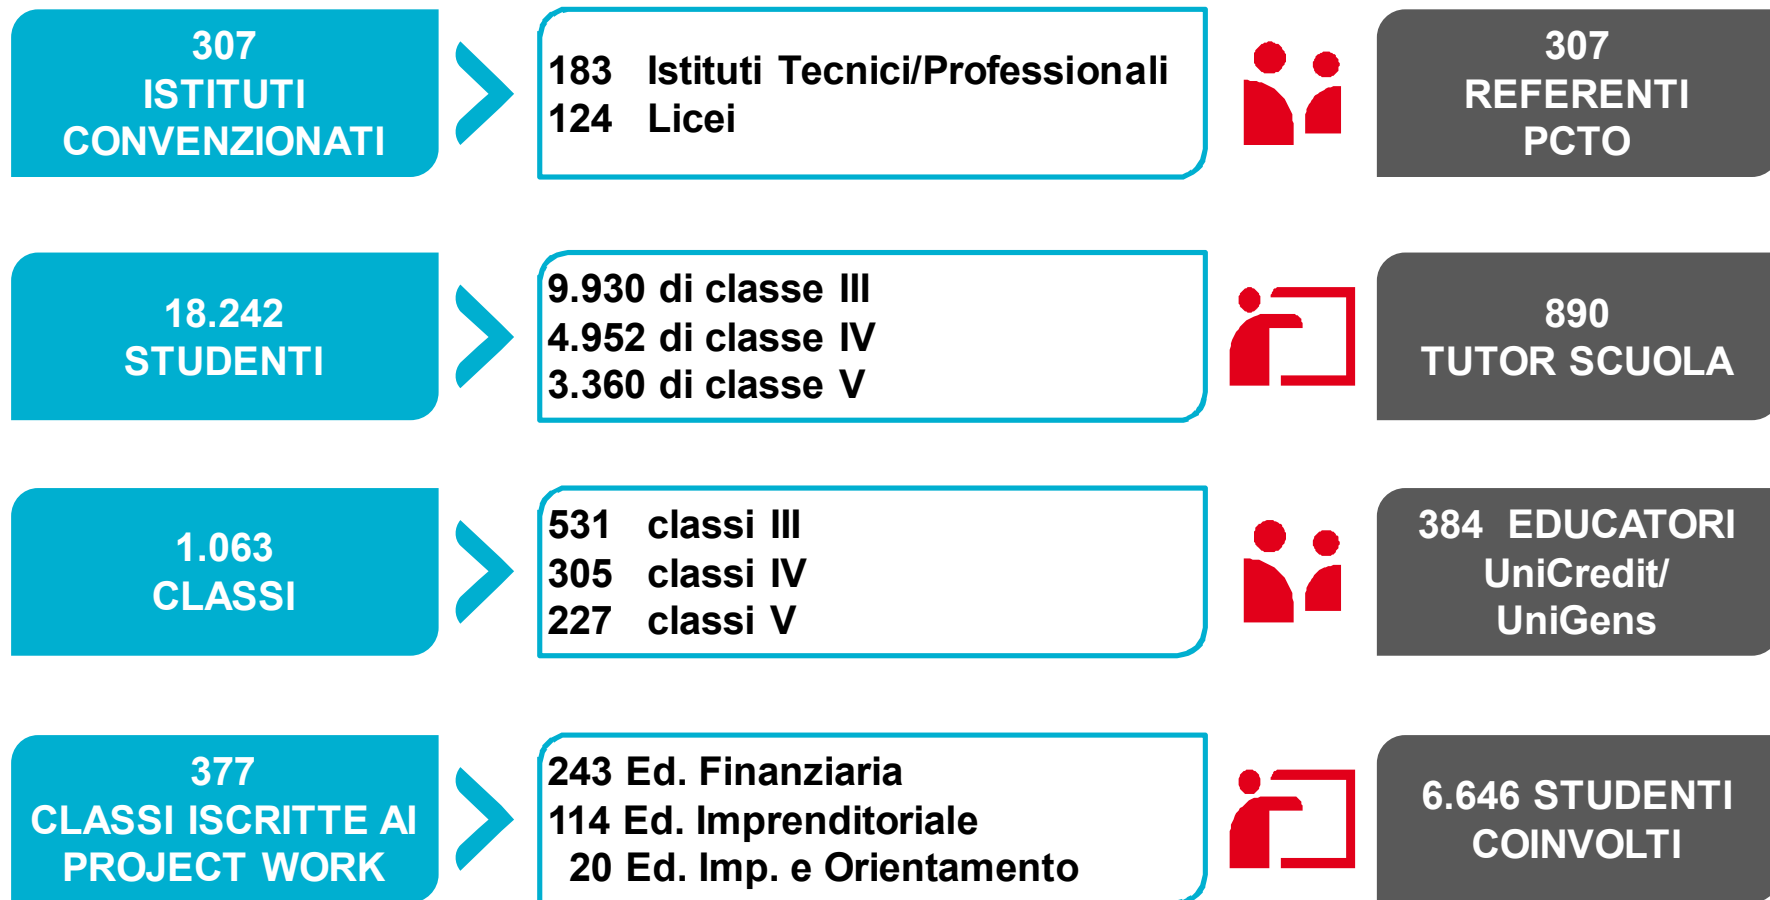 307
ISTITUTI
CONVENZIONATI
183 Istituti Tecnici/Professionali
124 Licei
307
REFERENTI
PCTO
18.242
STUDENTI
9.930 di classe III
4.952 di classe IV
3.360 di classe V
890
TUTOR SCUOLA
1.063
CLASSI
531 classi III
305 classi IV
227 classi V
384 EDUCATORI
UniCredit/
UniGens
377
CLASSI ISCRITTE AI
PROJECT WORK
243 Ed. Finanziaria
114 Ed. Imprenditoriale
20 Ed. Imp. e Orientamento
6.646 STUDENTI
COINVOLTI